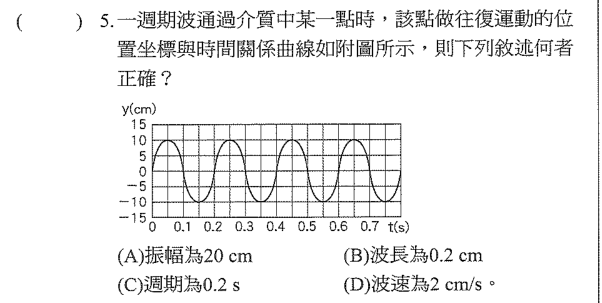 (　　) 5.一週期波通過介質中某一點時，該點做往復運動的位
置坐標與時間關係曲線如附圖所示，則下列敘述何者
正確？
y(cm)
15
10
5
0
−5
−10
−15
0 0.1 0.2 0.3 0.4 0.5 0.6 0.7 t(s)
(A)振幅為20 cm (B)波長為0.2 cm
(C)週期為0.2 s (D)波速為2 cm/s。